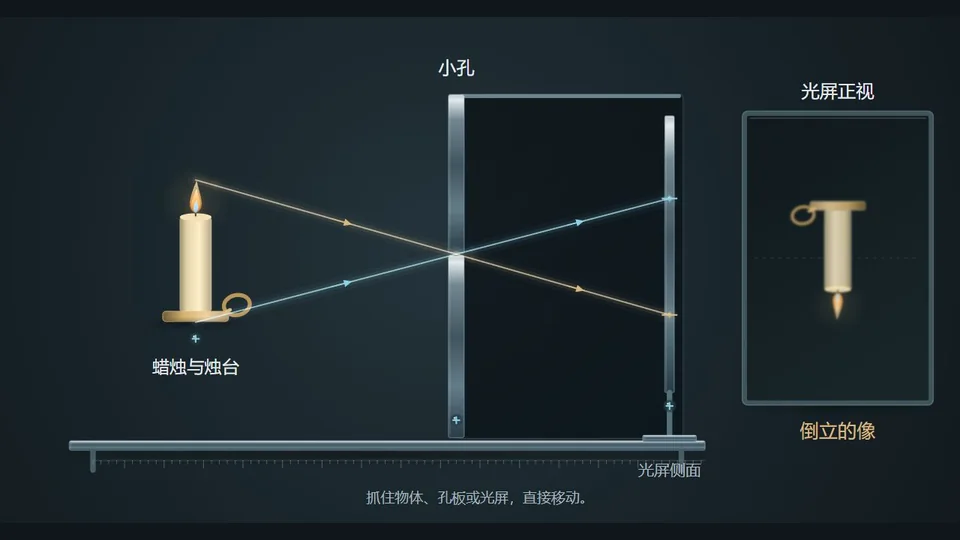 小孔
光屏正视
蜡烛与烛台
倒立的像
光屏侧面
抓住物体、孔板或光屏，直接移动。